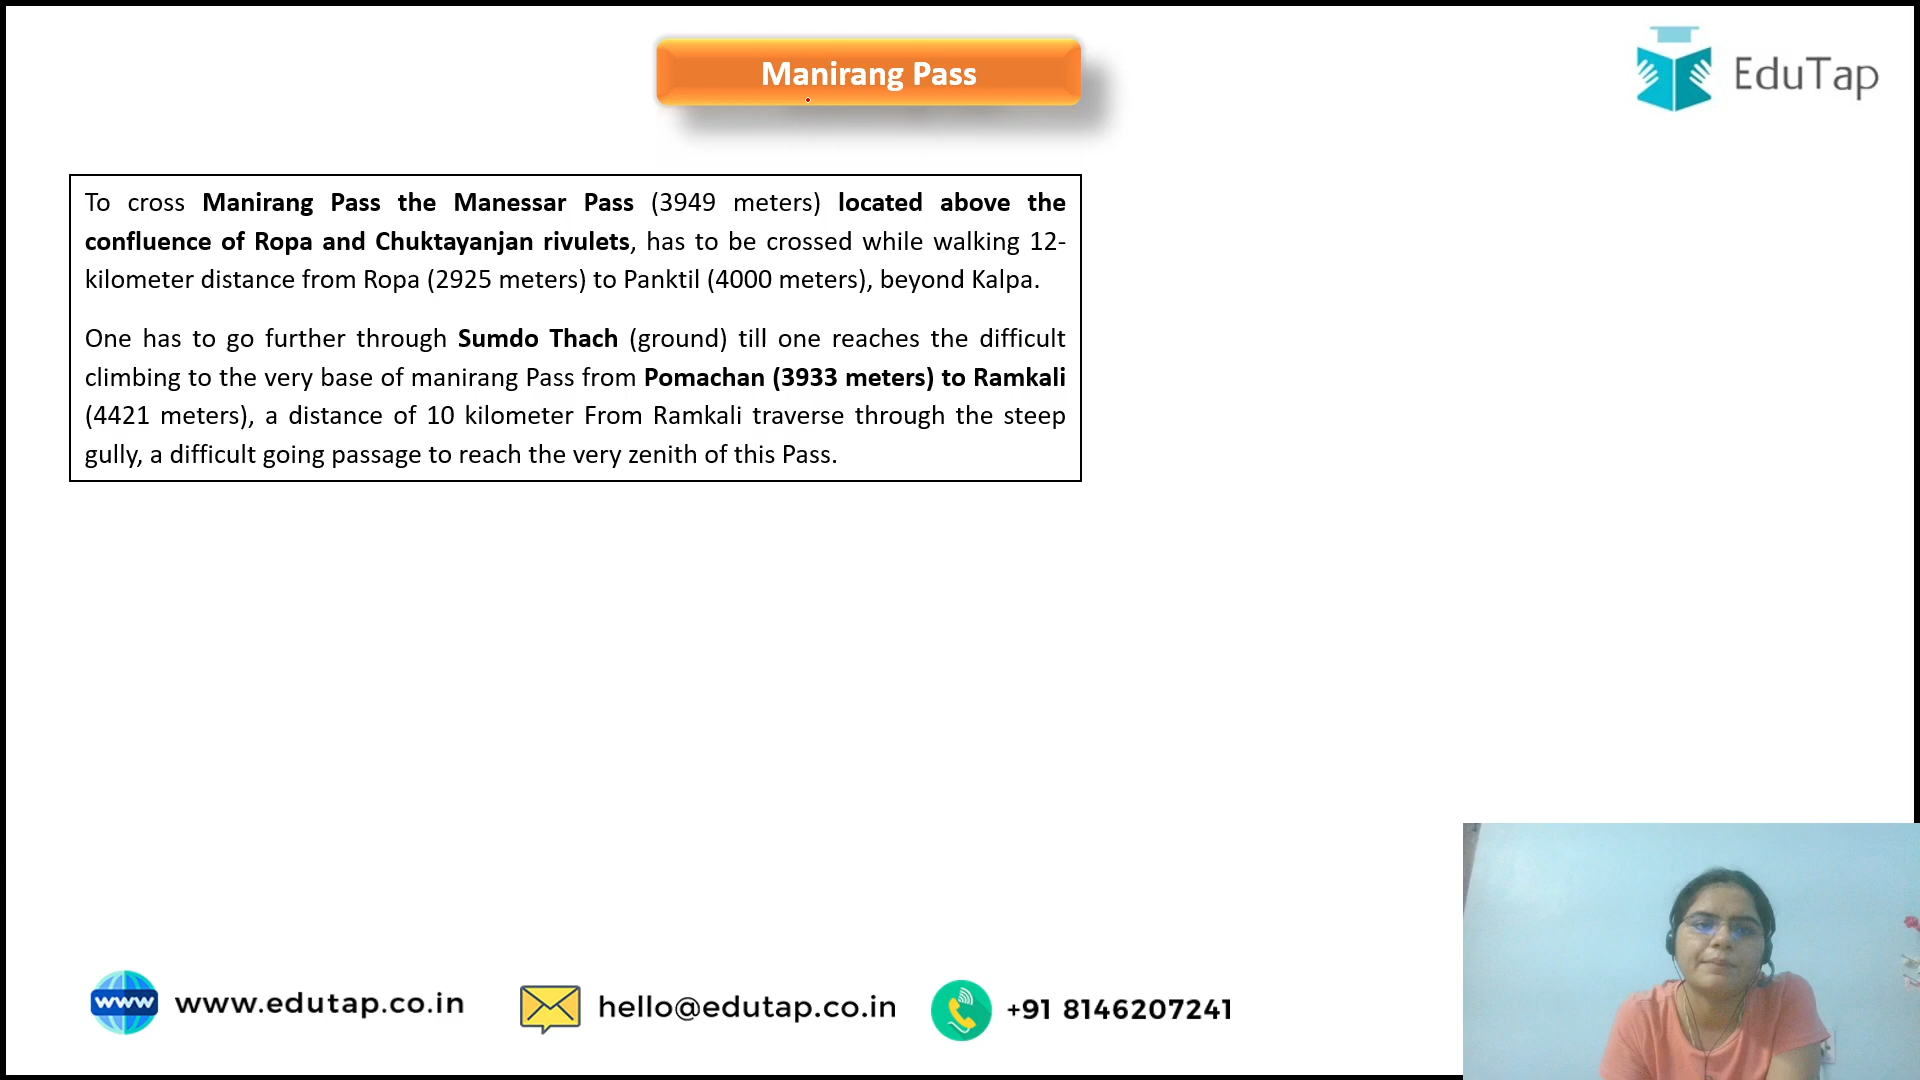 Manirang Pass
EduTap
To cross Manirang Pass the Manessar Pass (3949 meters) located above the
confluence of Ropa and Chuktayanjan rivulets, has to be crossed while walking 12-
kilometer distance from Ropa (2925 meters) to Panktil (4000 meters), beyond Kalpa.
One has to go further through Sumdo Thach (ground) till one reaches the difficult
climbing to the very base of manirang Pass from Pomachan (3933 meters) to Ramkali
(4421 meters), a distance of 10 kilometer From Ramkali traverse through the steep
gully, a difficult going passage to reach the very zenith of this Pass.
www www.edutap.co.in hello@edutap.co.in +91 8146207241